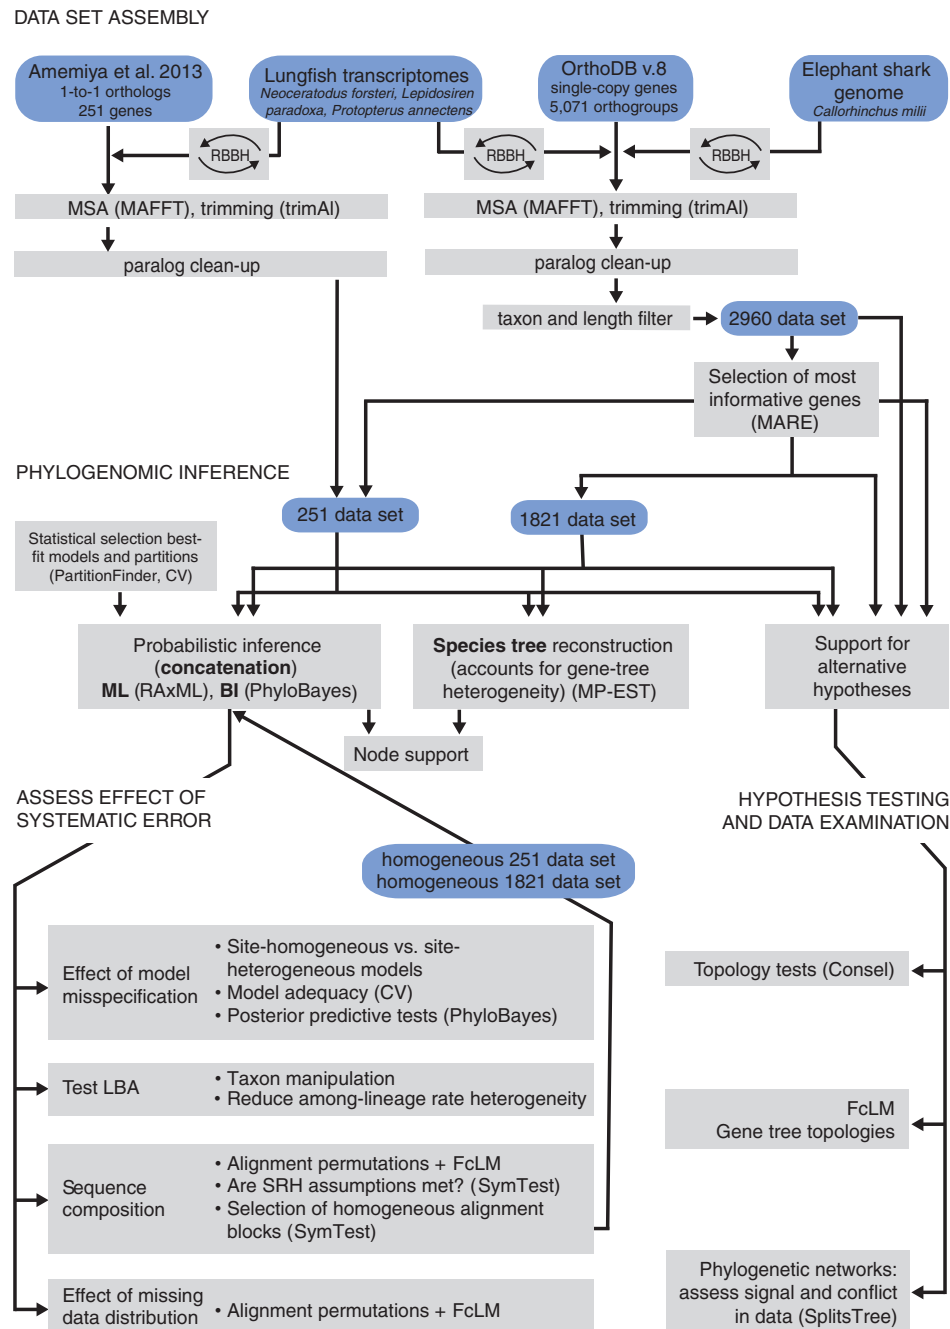 DATA SET ASSEMBLY
Amemiya et al. 2013
1-to-1 orthologs
251 genes
Lungfish transcriptomes
Neoceratodus forsteri, Lepidosiren
paradoxa, Protopterus annectens
OrthoDB v.8
single-copy genes
5,071 orthogroups
Elephant shark
genome
Callorhinchus milii
RBBH
RBBH
RBBH
MSA (MAFFT), trimming (trimAl)
MSA (MAFFT), trimming (trimAl)
paralog clean-up
paralog clean-up
taxon and length filter
2960 data set
Selection of most
informative genes
(MARE)
PHYLOGENOMIC INFERENCE
251 data set
1821 data set
Statistical selection best-
fit models and partitions
(PartitionFinder, CV)
Probabilistic inference
(concatenation)
ML (RAxML), BI (PhyloBayes)
Species tree reconstruction
(accounts for gene-tree
heterogeneity) (MP-EST)
Support for
alternative
hypotheses
Node support
ASSESS EFFECT OF
SYSTEMATIC ERROR
HYPOTHESIS TESTING
AND DATA EXAMINATION
homogeneous 251 data set
homogeneous 1821 data set
Effect of model
misspecification
• Site-homogeneous vs. site-
heterogeneous models
• Model adequacy (CV)
• Posterior predictive tests (PhyloBayes)
Topology tests (Consel)
Test LBA
• Taxon manipulation
• Reduce among-lineage rate heterogeneity
FcLM
Gene tree topologies
Sequence
composition
• Alignment permutations + FcLM
• Are SRH assumptions met? (SymTest)
• Selection of homogeneous alignment
blocks (SymTest)
Effect of missing
data distribution
• Alignment permutations + FcLM
Phylogenetic networks:
assess signal and conflict
in data (SplitsTree)